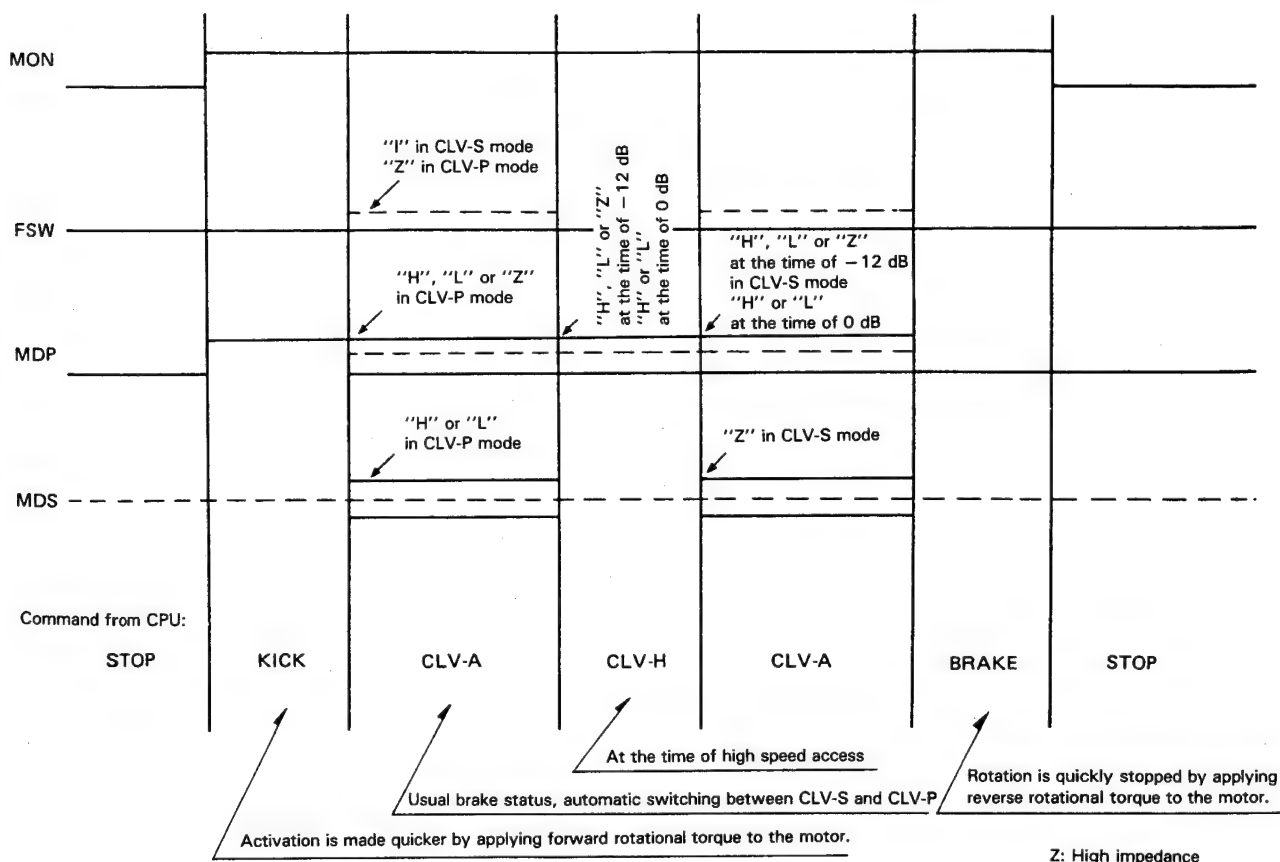 MON
"I" in CLV-S mode
"Z" in CLV-P mode
FSW
"H", "L" or "Z"
in CLV-P mode
"H", "L" or "Z"
at the time of −12 dB
"H" or "L"
at the time of 0 dB
"H", "L" or "Z"
at the time of −12 dB
in CLV-S mode
"H" or "L"
at the time of 0 dB
MDP
"H" or "L"
in CLV-P mode
"Z" in CLV-S mode
MDS
Command from CPU:
STOP KICK CLV-A CLV-H CLV-A BRAKE STOP
At the time of high speed access
Usual brake status, automatic switching between CLV-S and CLV-P
Activation is made quicker by applying forward rotational torque to the motor.
Rotation is quickly stopped by applying
reverse rotational torque to the motor.
Z: High impedance